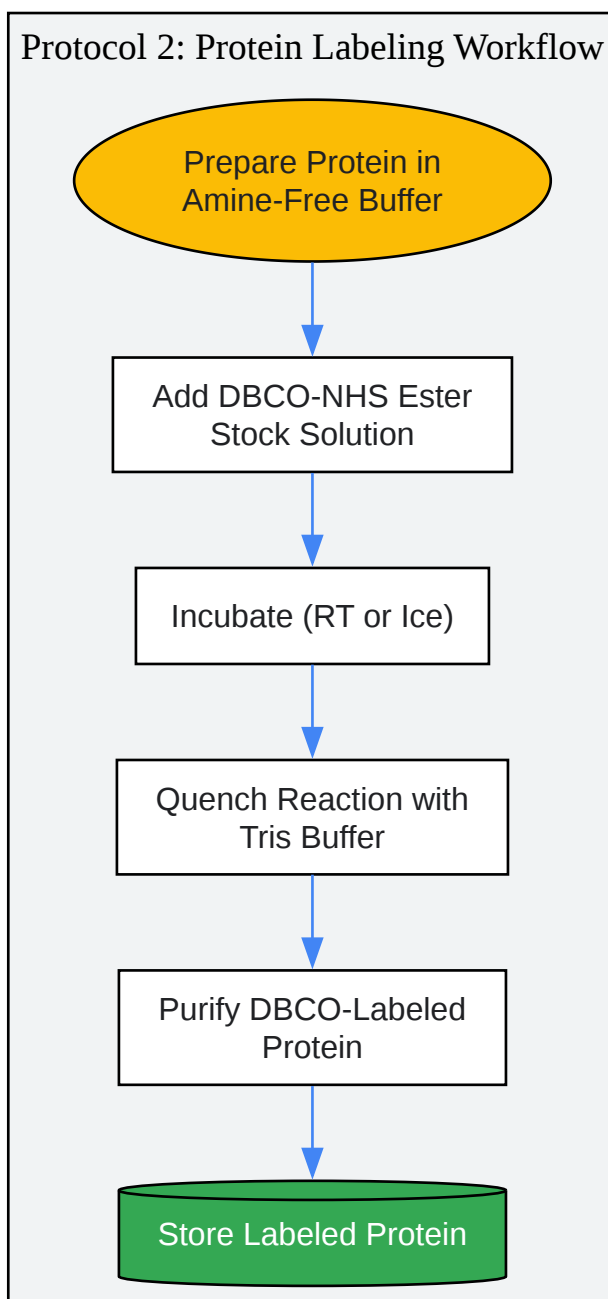 Protocol 2: Protein Labeling Workflow
Prepare Protein in
Amine-Free Buffer
Add DBCO-NHS Ester
Stock Solution
Incubate (RT or Ice)
Quench Reaction with
Tris Buffer
Purify DBCO-Labeled
Protein
Store Labeled Protein